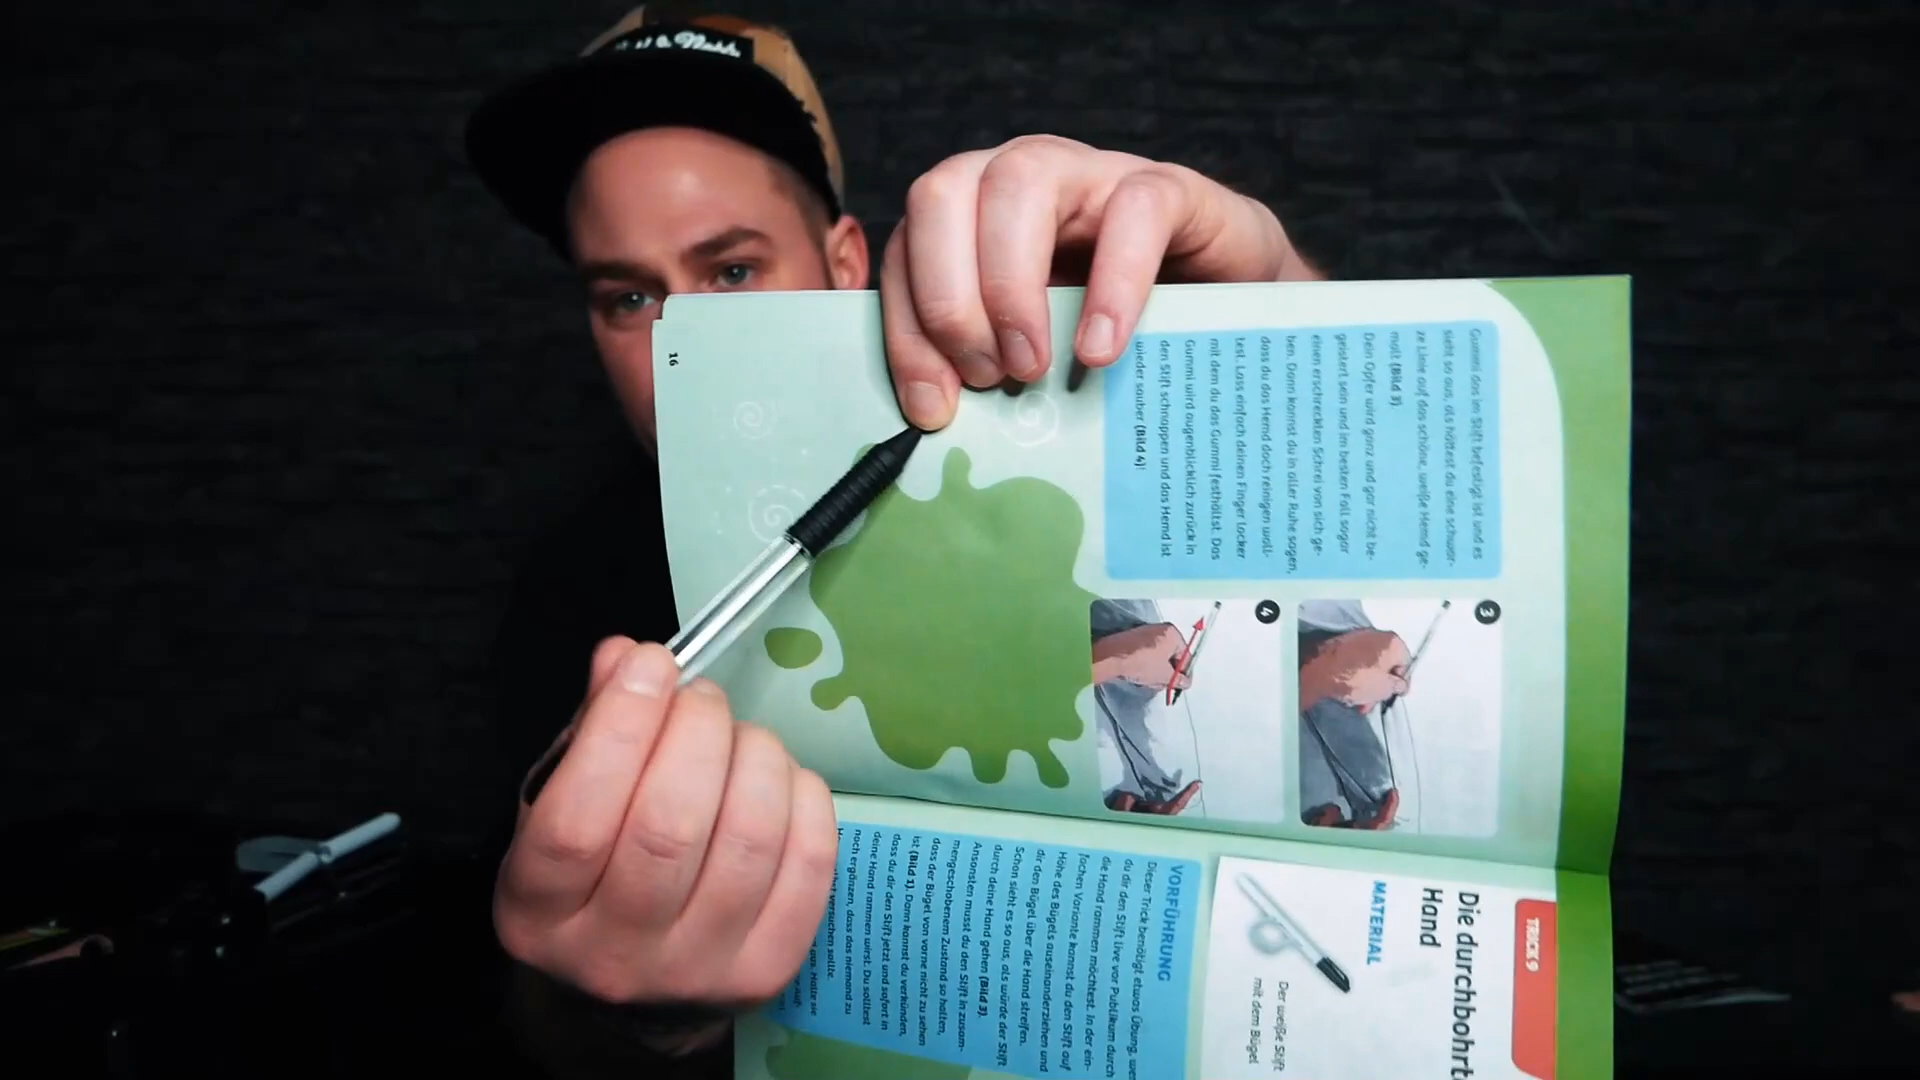 Gummi das im Stift befestigt ist und es
sieht so aus, als hättest du eine schwar-
ze Linie auf das schöne, weiße Hemd ge-
malt (Bild 3).
Dein Opfer wird ganz und gar nicht be-
geistert sein und im besten Fall sogar
einen erschreckten Schrei von sich ge-
ben. Dann kannst du in aller Ruhe sagen,
dass du das Hemd doch reinigen woll-
test. Lass einfach deinen Finger locker
mit dem du das Gummi festhältst. Das
Gummi wird augenblicklich zurück in
den Stift schnappen und das Hemd ist
wieder sauber (Bild 4)!
3
4
16
TRICK 9
Die durchbohrte
Hand
MATERIAL
Der weiße Stift
mit dem Bügel
VORFÜHRUNG
Dieser Trick benötigt etwas Übung, wen
du dir den Stift live vor Publikum durch
die Hand rammen möchtest. In der ein-
fachen Variante kannst du den Stift auf
Höhe des Bügels auseinanderziehen und
dir den Bügel über die Hand streifen.
Schon sieht es so aus, als würde der Stift
durch deine Hand gehen (Bild 3).
Ansonsten musst du den Stift in zusam-
mengeschobenem Zustand so halten,
dass der Bügel von vorne nicht zu sehen
ist (Bild 1). Dann kannst du verkünden,
dass du dir den Stift jetzt und sofort in
deine Hand rammen wirst. Du solltest
noch ergänzen, dass das niemand zu
versuchen sollte.
aus. Halte sie